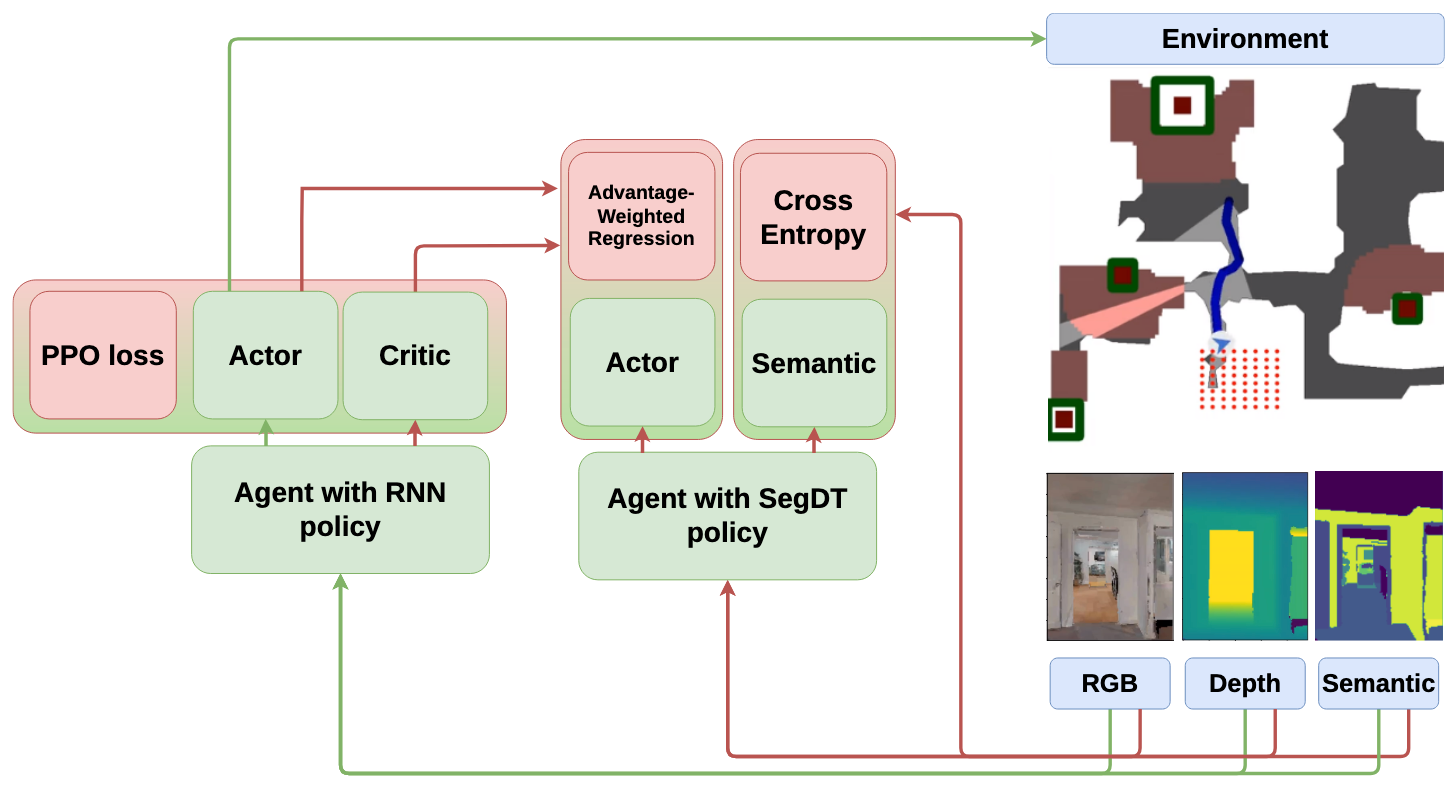 Environment
Advantage-
Weighted
Regression
Cross
Entropy
PPO loss
Actor
Critic
Actor
Semantic
Agent with RNN
policy
Agent with SegDT
policy
RGB
Depth
Semantic